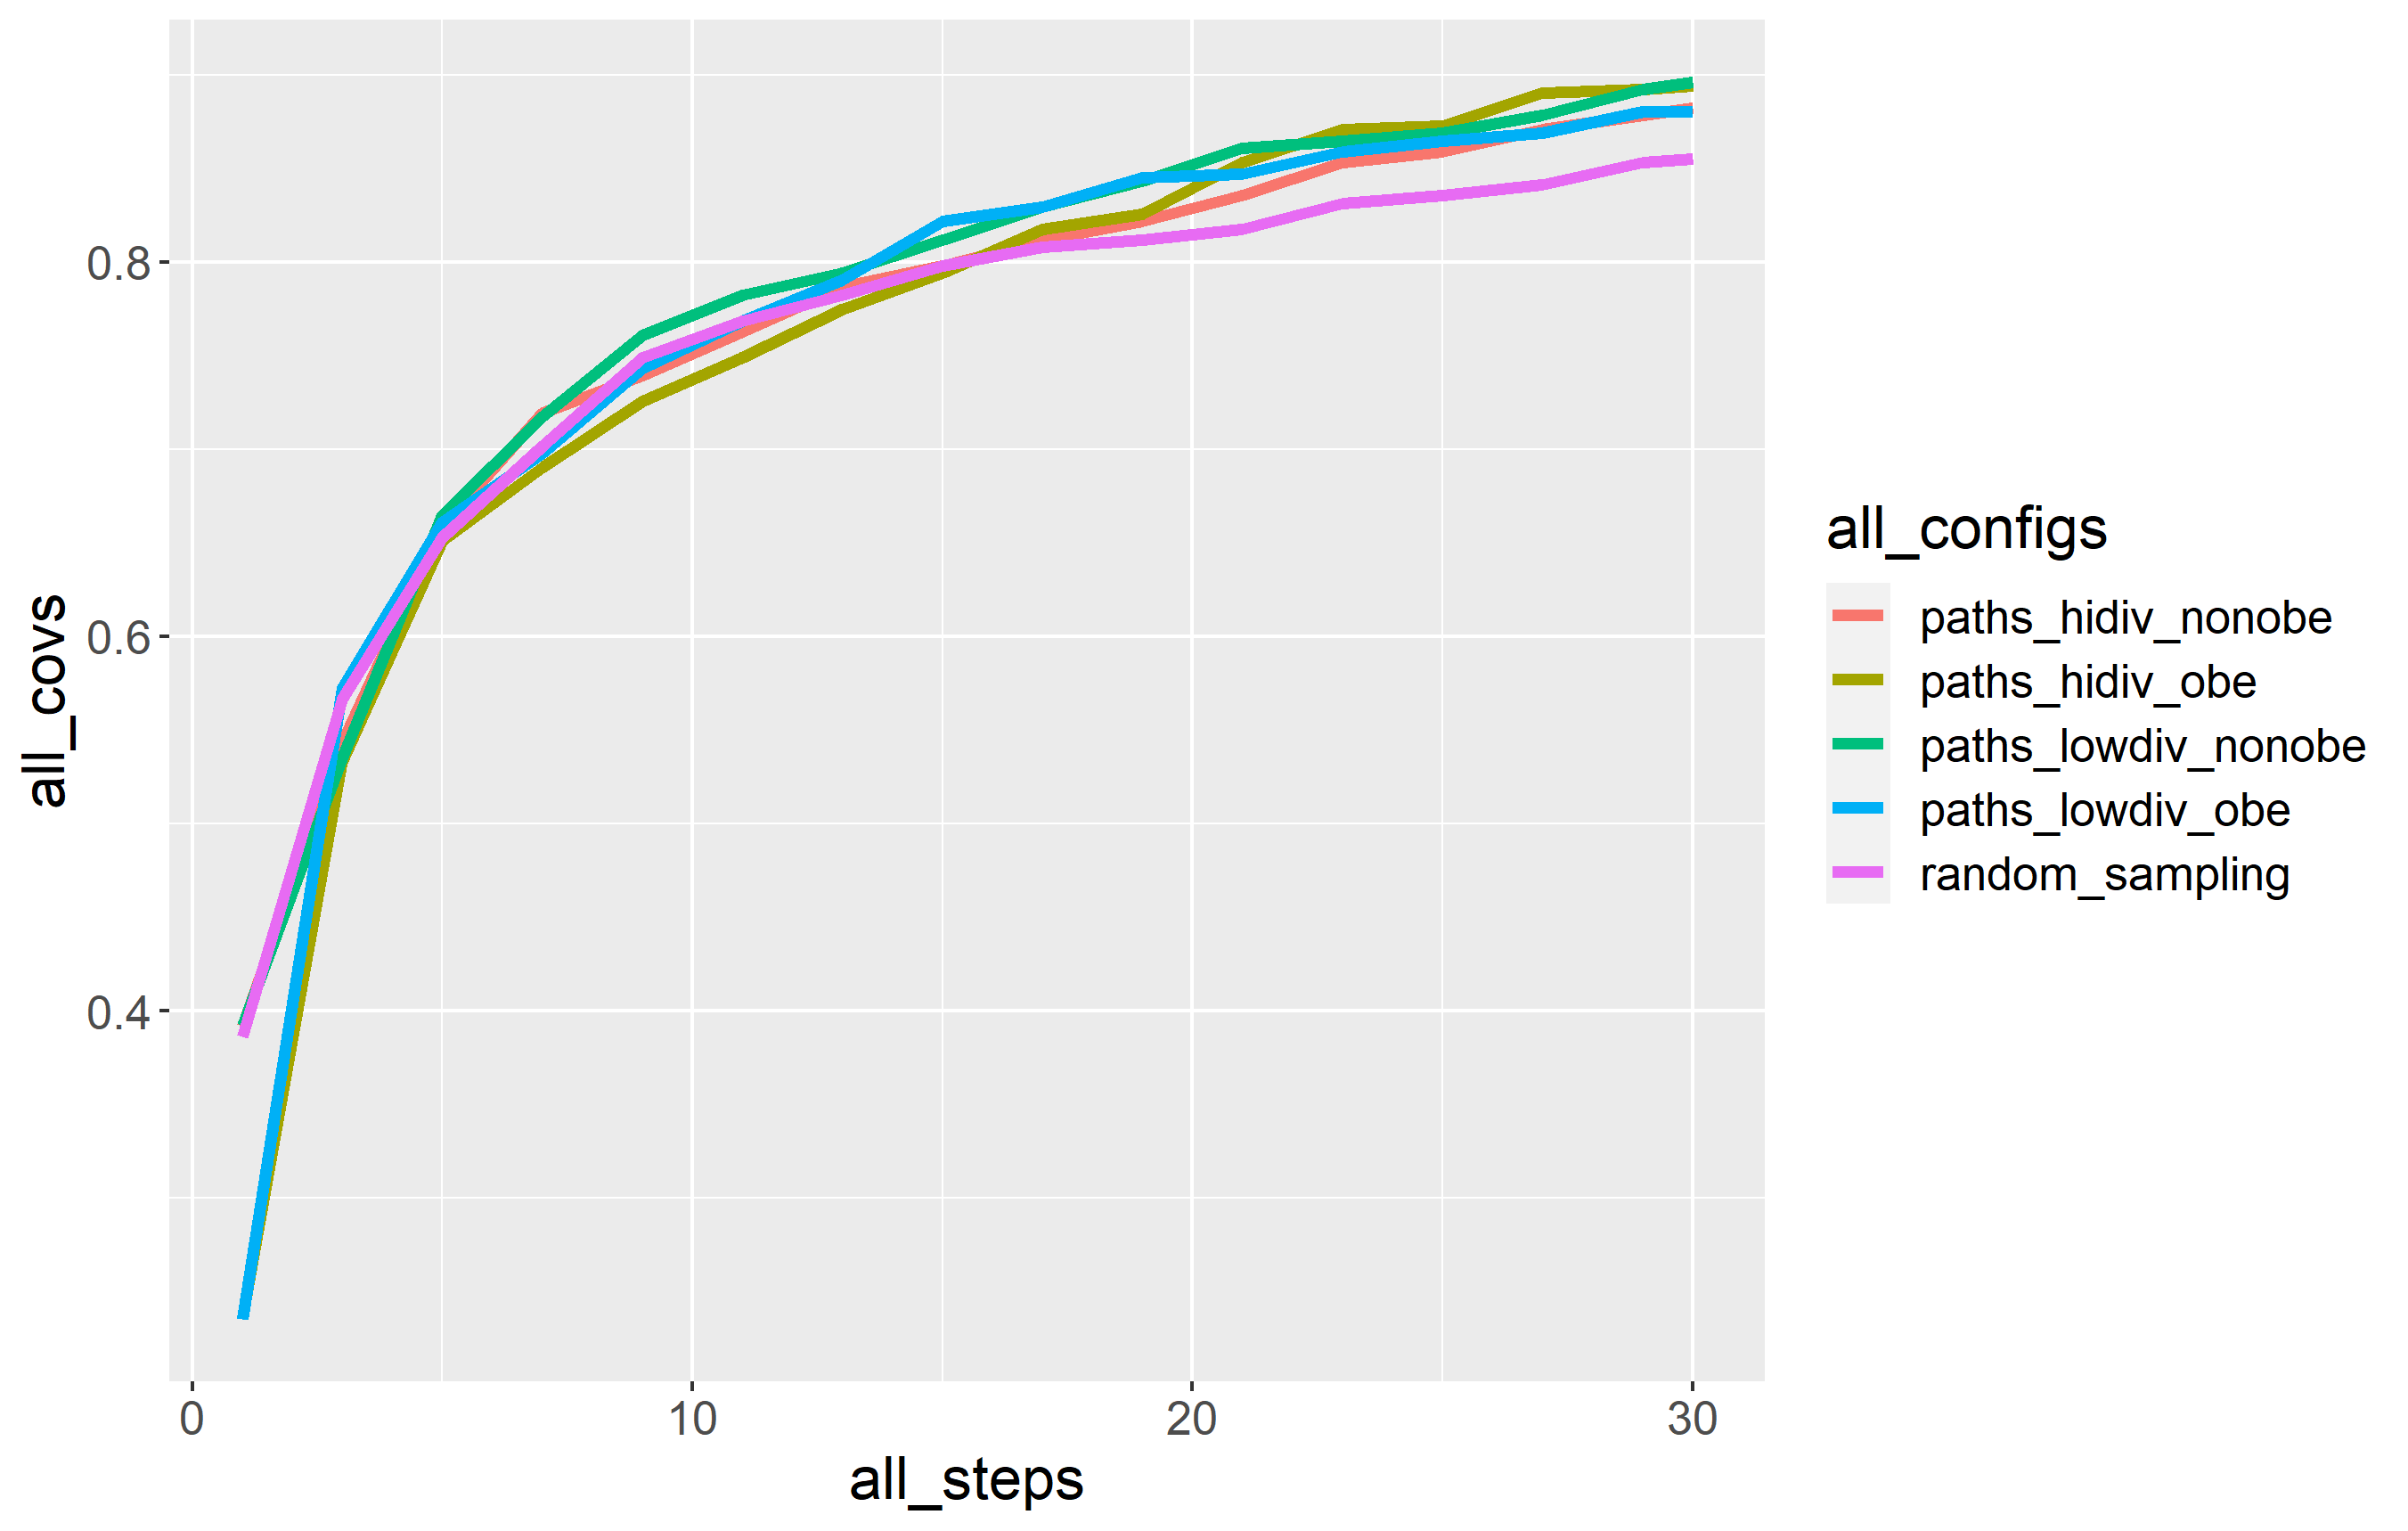 all_covs
0.8
0.6
0.4
0
10
20
30
all_steps
all_configs
paths_hidiv_nonobe
paths_hidiv_obe
paths_lowdiv_nonobe
paths_lowdiv_obe
random_sampling